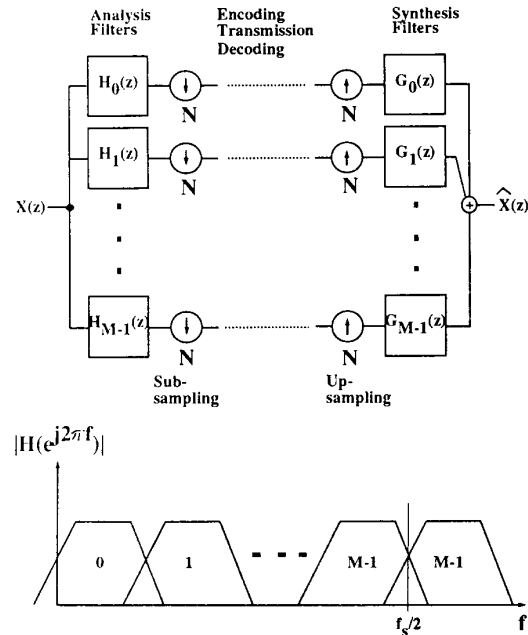 Analysis
Filters
Encoding
Transmission
Decoding
Synthesis
Filters
H0(z)
↓
N
↑
N
G0(z)
H1(z)
↓
N
↑
N
G1(z)
X(z)
+
X̂(z)
HM-1(z)
↓
N
↑
N
GM-1(z)
Sub-
sampling
Up-
sampling
|H(e^j2πf)|
0
1
M-1
M-1
fs/2
f